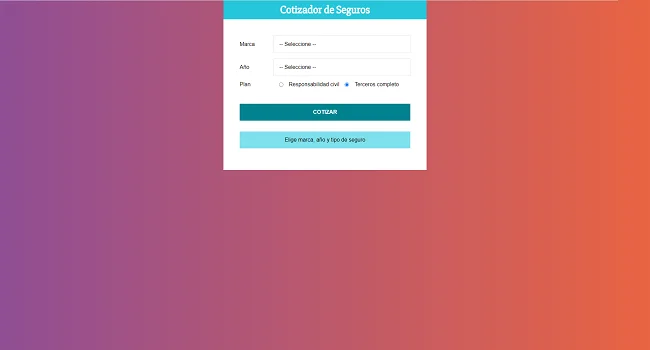 Cotizador de Seguros
Marca -- Seleccione --
Año -- Seleccione --
Plan Responsabilidad civil Terceros completo
COTIZAR
Elige marca, año y tipo de seguro